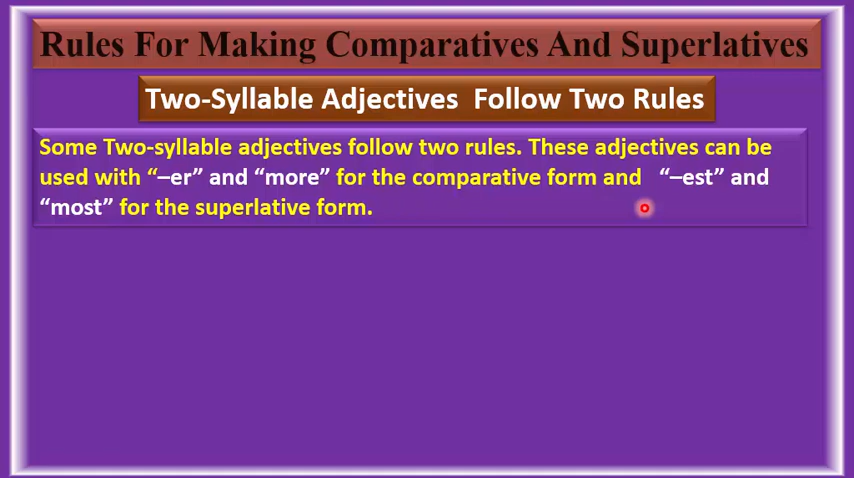 Rules For Making Comparatives And Superlatives
Two-Syllable Adjectives Follow Two Rules
Some Two-syllable adjectives follow two rules. These adjectives can be
used with “–er” and “more” for the comparative form and “–est” and
“most” for the superlative form.